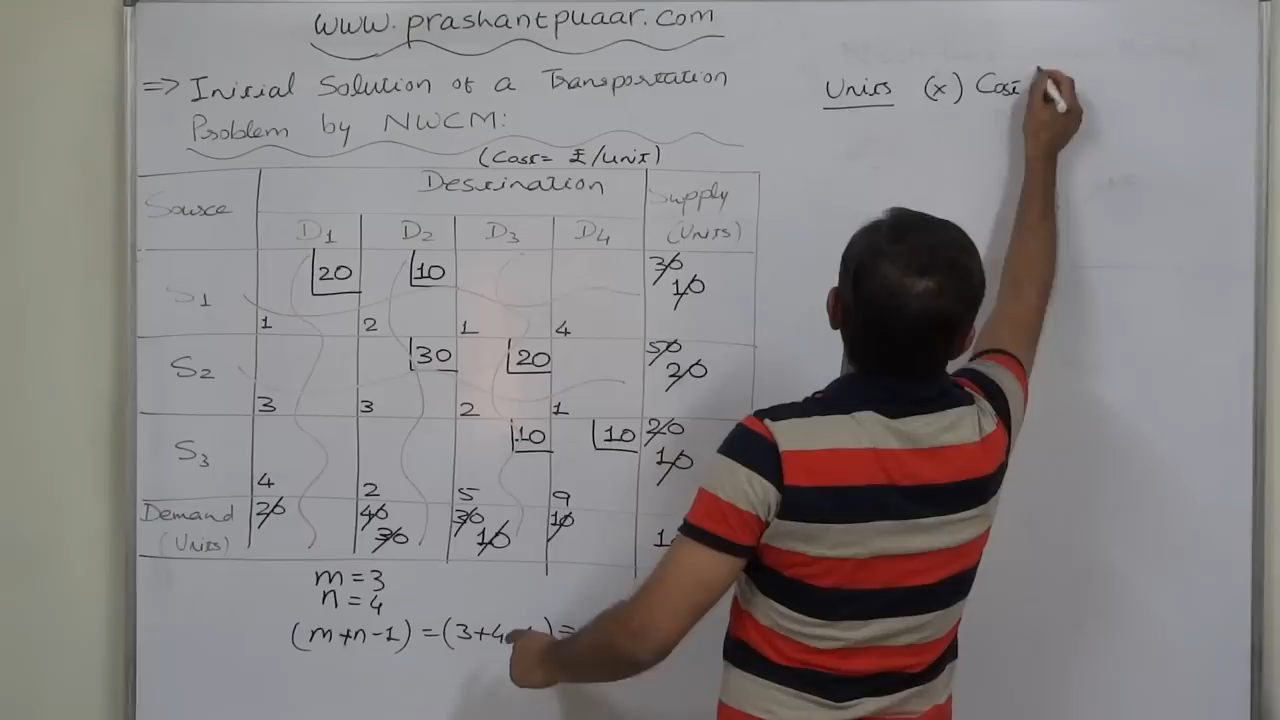 www.prashantpuaar.com
=> Initial Solution of a Transportation
Problem by NWCM:
(Cost= ₹/Unit)
Source Destination Supply
(Units)
D1 D2 D3 D4
20 10 30
S1 10
1 2 1 4
30 20 50
S2 20
3 3 2 1
10 10 20
S3 10
4 2 5 9
Demand 20 40 30 10
(Units) 30 10
m = 3
n = 4
(m+n-1) = (3+4 ) =
Units (x) Cost